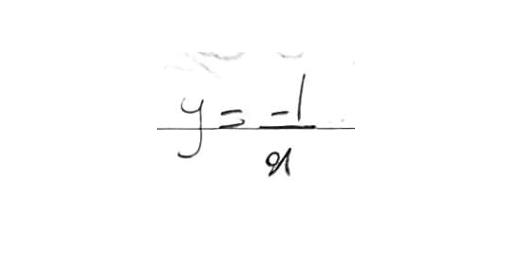 y = -1/x